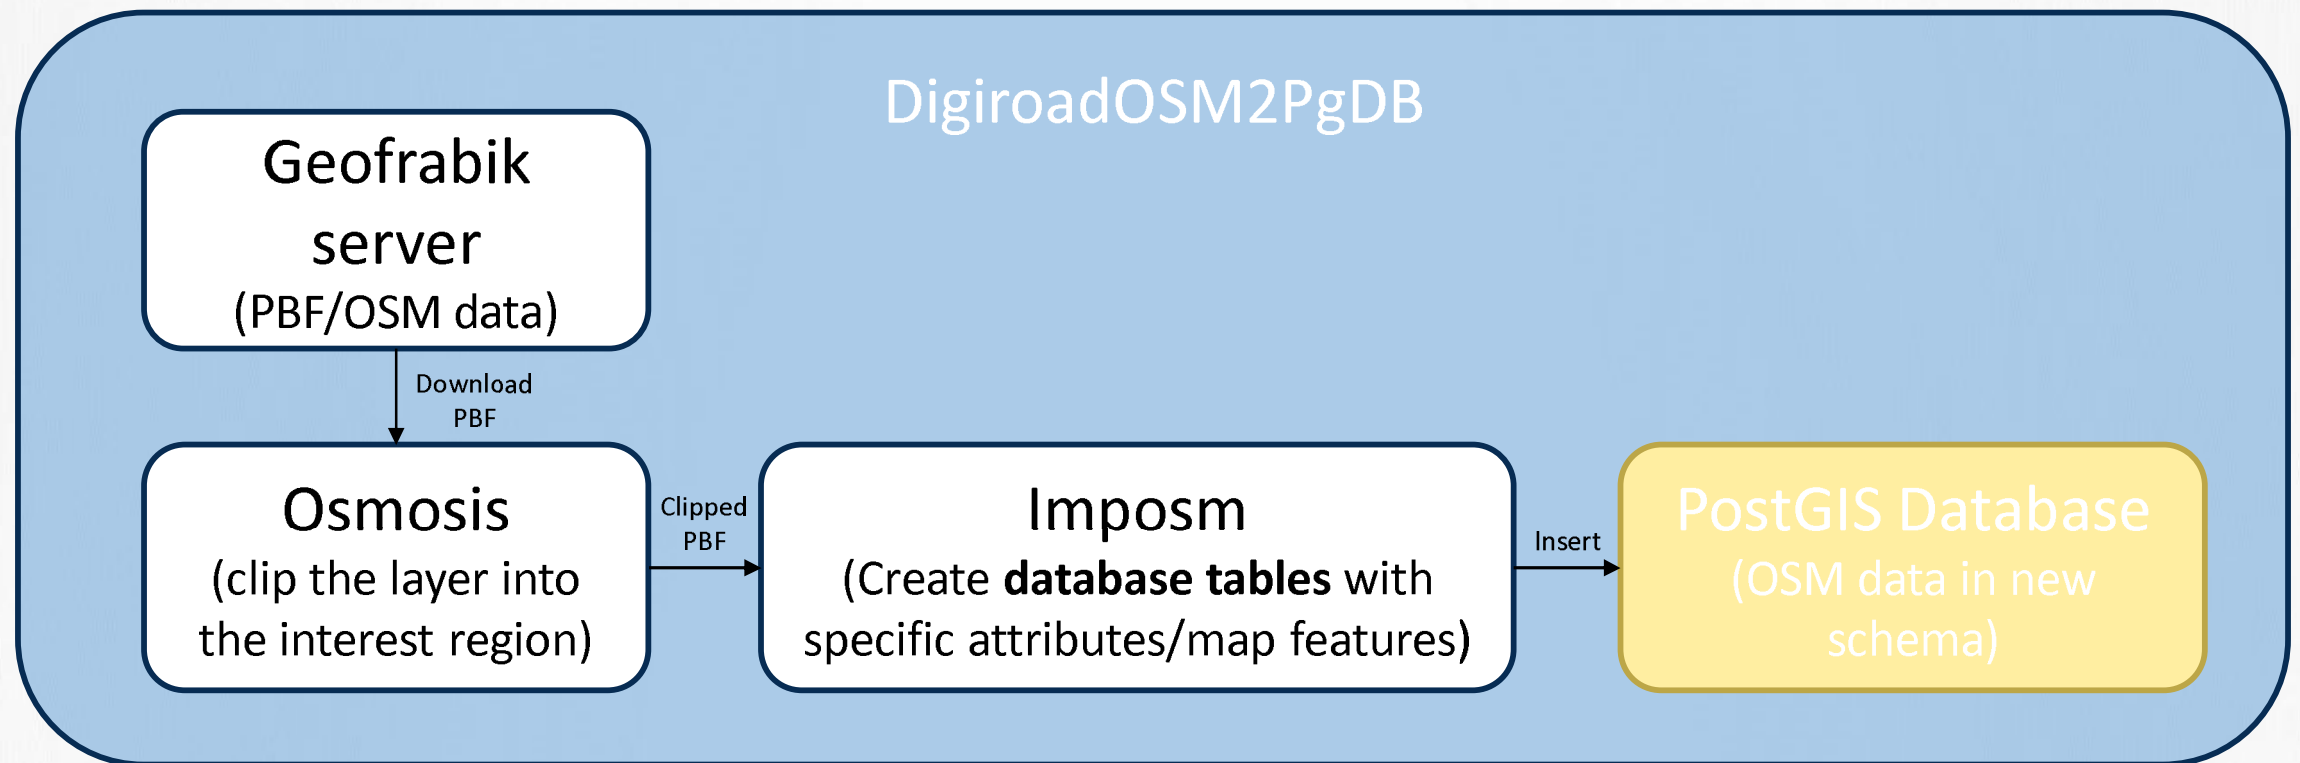 DigiroadOSM2PgDB
Geofrabik
server
(PBF/OSM data)
Download
PBF
Osmosis
(clip the layer into
the interest region)
Clipped
PBF
Imposm
(Create database tables with
specific attributes/map features)
Insert
PostGIS Database
(OSM data in new
schema)